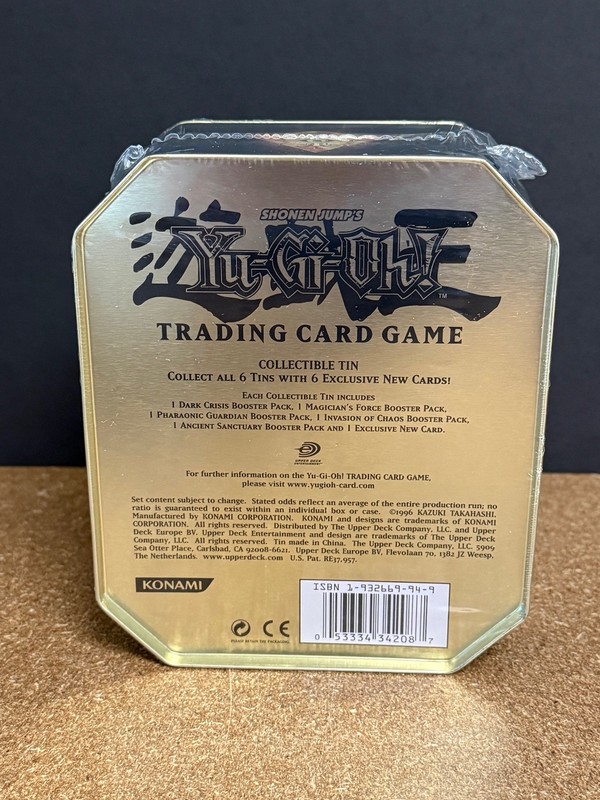 SHONEN JUMP'S
遊戯王
Yu-Gi-Oh!
TM
TRADING CARD GAME
COLLECTIBLE TIN
COLLECT ALL 6 TINS WITH 6 EXCLUSIVE NEW CARDS!
EACH COLLECTIBLE TIN INCLUDES
1 DARK CRISIS BOOSTER PACK, 1 MAGICIAN'S FORCE BOOSTER PACK,
1 PHARAONIC GUARDIAN BOOSTER PACK, 1 INVASION OF CHAOS BOOSTER PACK,
1 ANCIENT SANCTUARY BOOSTER PACK AND 1 EXCLUSIVE NEW CARD.
UPPER DECK
ENTERTAINMENT
For further information on the Yu-Gi-Oh! TRADING CARD GAME,
please visit www.yugioh-card.com
Set content subject to change. Stated odds reflect an average of the entire production run; no
ratio is guaranteed to exist within an individual box or case. ©1996 KAZUKI TAKAHASHI.
Manufactured by KONAMI CORPORATION. KONAMI and designs are trademarks of KONAMI
CORPORATION. All rights reserved. Distributed by The Upper Deck Company, LLC. and Upper
Deck Europe BV. Upper Deck Entertainment and design are trademarks of The Upper Deck
Company, LLC. All rights reserved. Tin made in China. The Upper Deck Company, LLC. 5909
Sea Otter Place, Carlsbad, CA 92008-6621. Upper Deck Europe BV, Flevolaan 70, 1382 JZ Weesp.
The Netherlands. www.upperdeck.com U.S. Pat. RE37,957.
KONAMI
CE
ISBN 1-932669-94-9
0 53334 34208 7